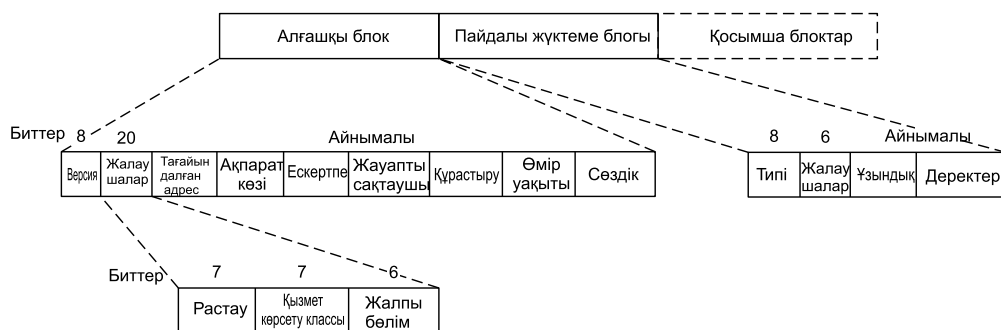 Алғашқы блок
Пайдалы жүктеме блогы
Қосымша блоктар
Биттер
8
20
Айнымалы
Версия
Жалау
шалар
Тағайын
далған
адрес
Ақпарат
көзі
Ескертпе
Жауапты
сақтаушы
Құрастыру
Өмір
уақыты
Сөздік
8
6
Айнымалы
Типі
Жалау
шалар
Ұзындық
Деректер
Биттер
7
7
6
Растау
Қызмет
көрсету классы
Жалпы
бөлім